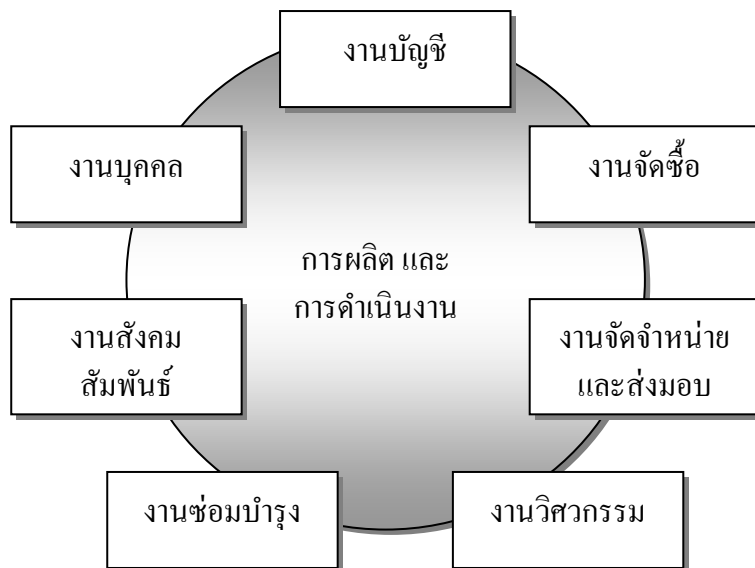 งานบัญชี
งานบุคคล
งานจัดซื้อ
การผลิต และ
การดำเนินงาน
งานสังคม
สัมพันธ์
งานจัดจำหน่าย
และส่งมอบ
งานซ่อมบำรุง
งานวิศวกรรม